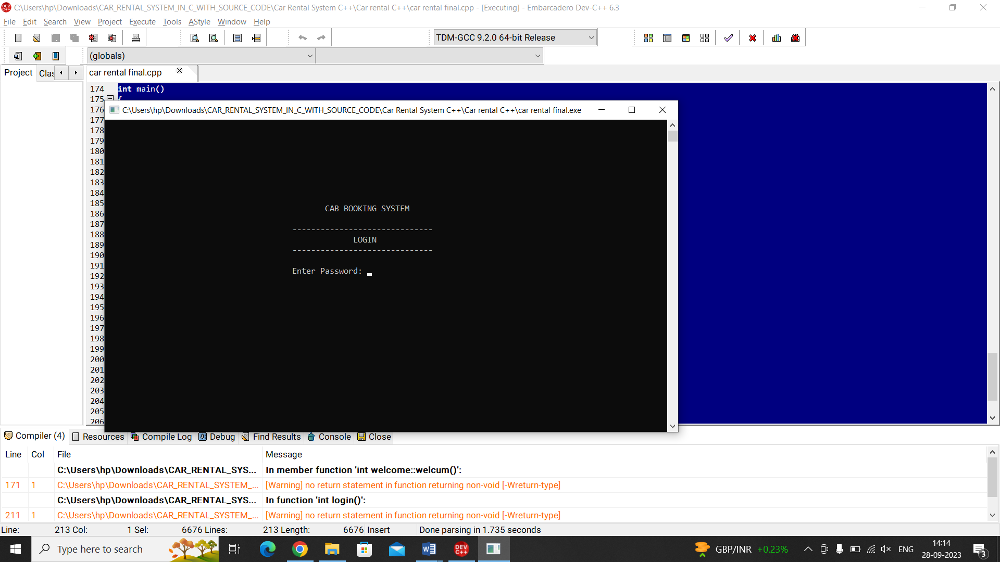 C:\Users\hp\Downloads\CAR_RENTAL_SYSTEM_IN_C_WITH_SOURCE_CODE\Car Rental System C++\Car rental C++\car rental final.cpp - [Executing] - Embarcadero Dev-C++ 6.3
File Edit Search View Project Execute Tools AStyle Window Help
TDM-GCC 9.2.0 64-bit Release
(globals)
Project Clas car rental final.cpp
174 int main()
175 {
176 C:\Users\hp\Downloads\CAR_RENTAL_SYSTEM_IN_C_WITH_SOURCE_CODE\Car Rental System C++\Car rental C++\car rental final.exe
177
178
179
180
181
182
183
184
185
CAB BOOKING SYSTEM
186
187
------------------------------
188
LOGIN
189
------------------------------
190
191
Enter Password:
192
193
194
195
196
197
198
199
200
201
202
203
204
205
206
Compiler (4) Resources Compile Log Debug Find Results Console Close
Line Col File Message
C:\Users\hp\Downloads\CAR_RENTAL_SYS... In member function 'int welcome::welcum()':
171 1 C:\Users\hp\Downloads\CAR_RENTAL_SYSTEM_... [Warning] no return statement in function returning non-void [-Wreturn-type]
C:\Users\hp\Downloads\CAR_RENTAL_SYS... In function 'int login()':
211 1 C:\Users\hp\Downloads\CAR_RENTAL_SYSTEM_... [Warning] no return statement in function returning non-void [-Wreturn-type]
Line: 213 Col: 1 Sel: 6676 Lines: 213 Length: 6676 Insert Done parsing in 1.735 seconds
Type here to search DEV C++ GBP/INR +0.23% ENG 14:14
28-09-2023 3